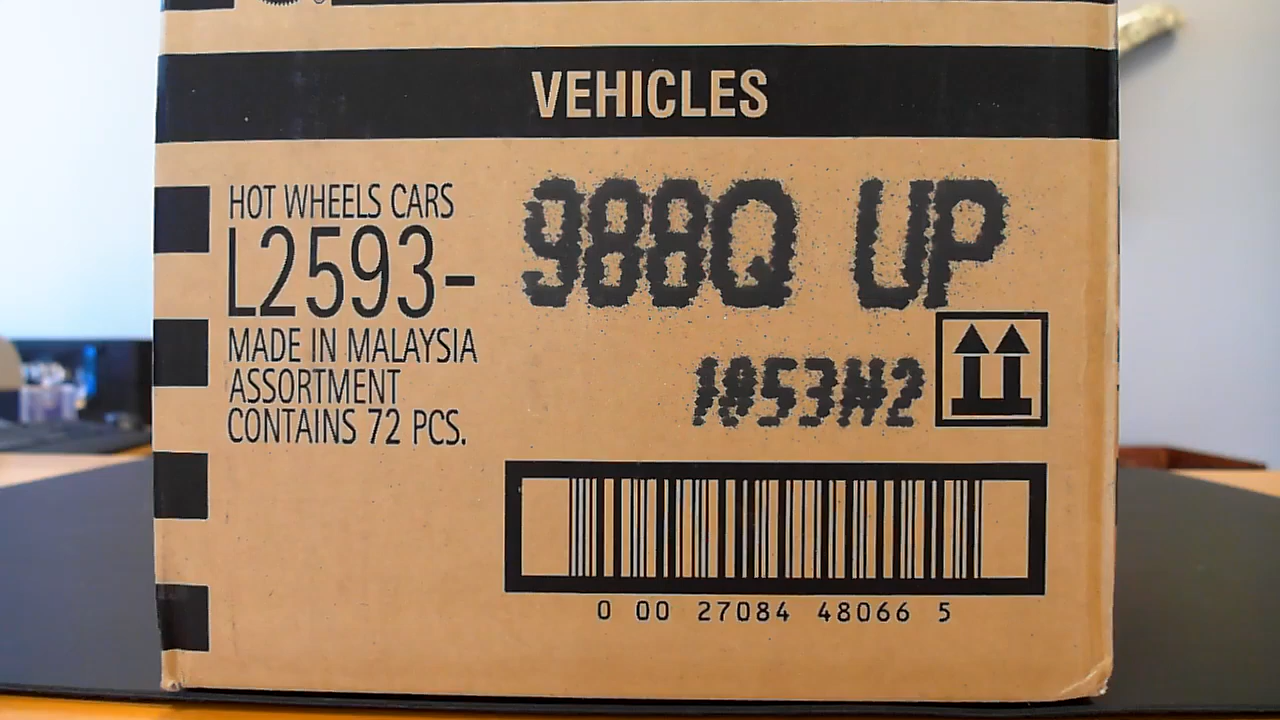 VEHICLES
HOT WHEELS CARS
L2593-
MADE IN MALAYSIA
ASSORTMENT
CONTAINS 72 PCS.
988Q UP
0 00 27084 48066 5